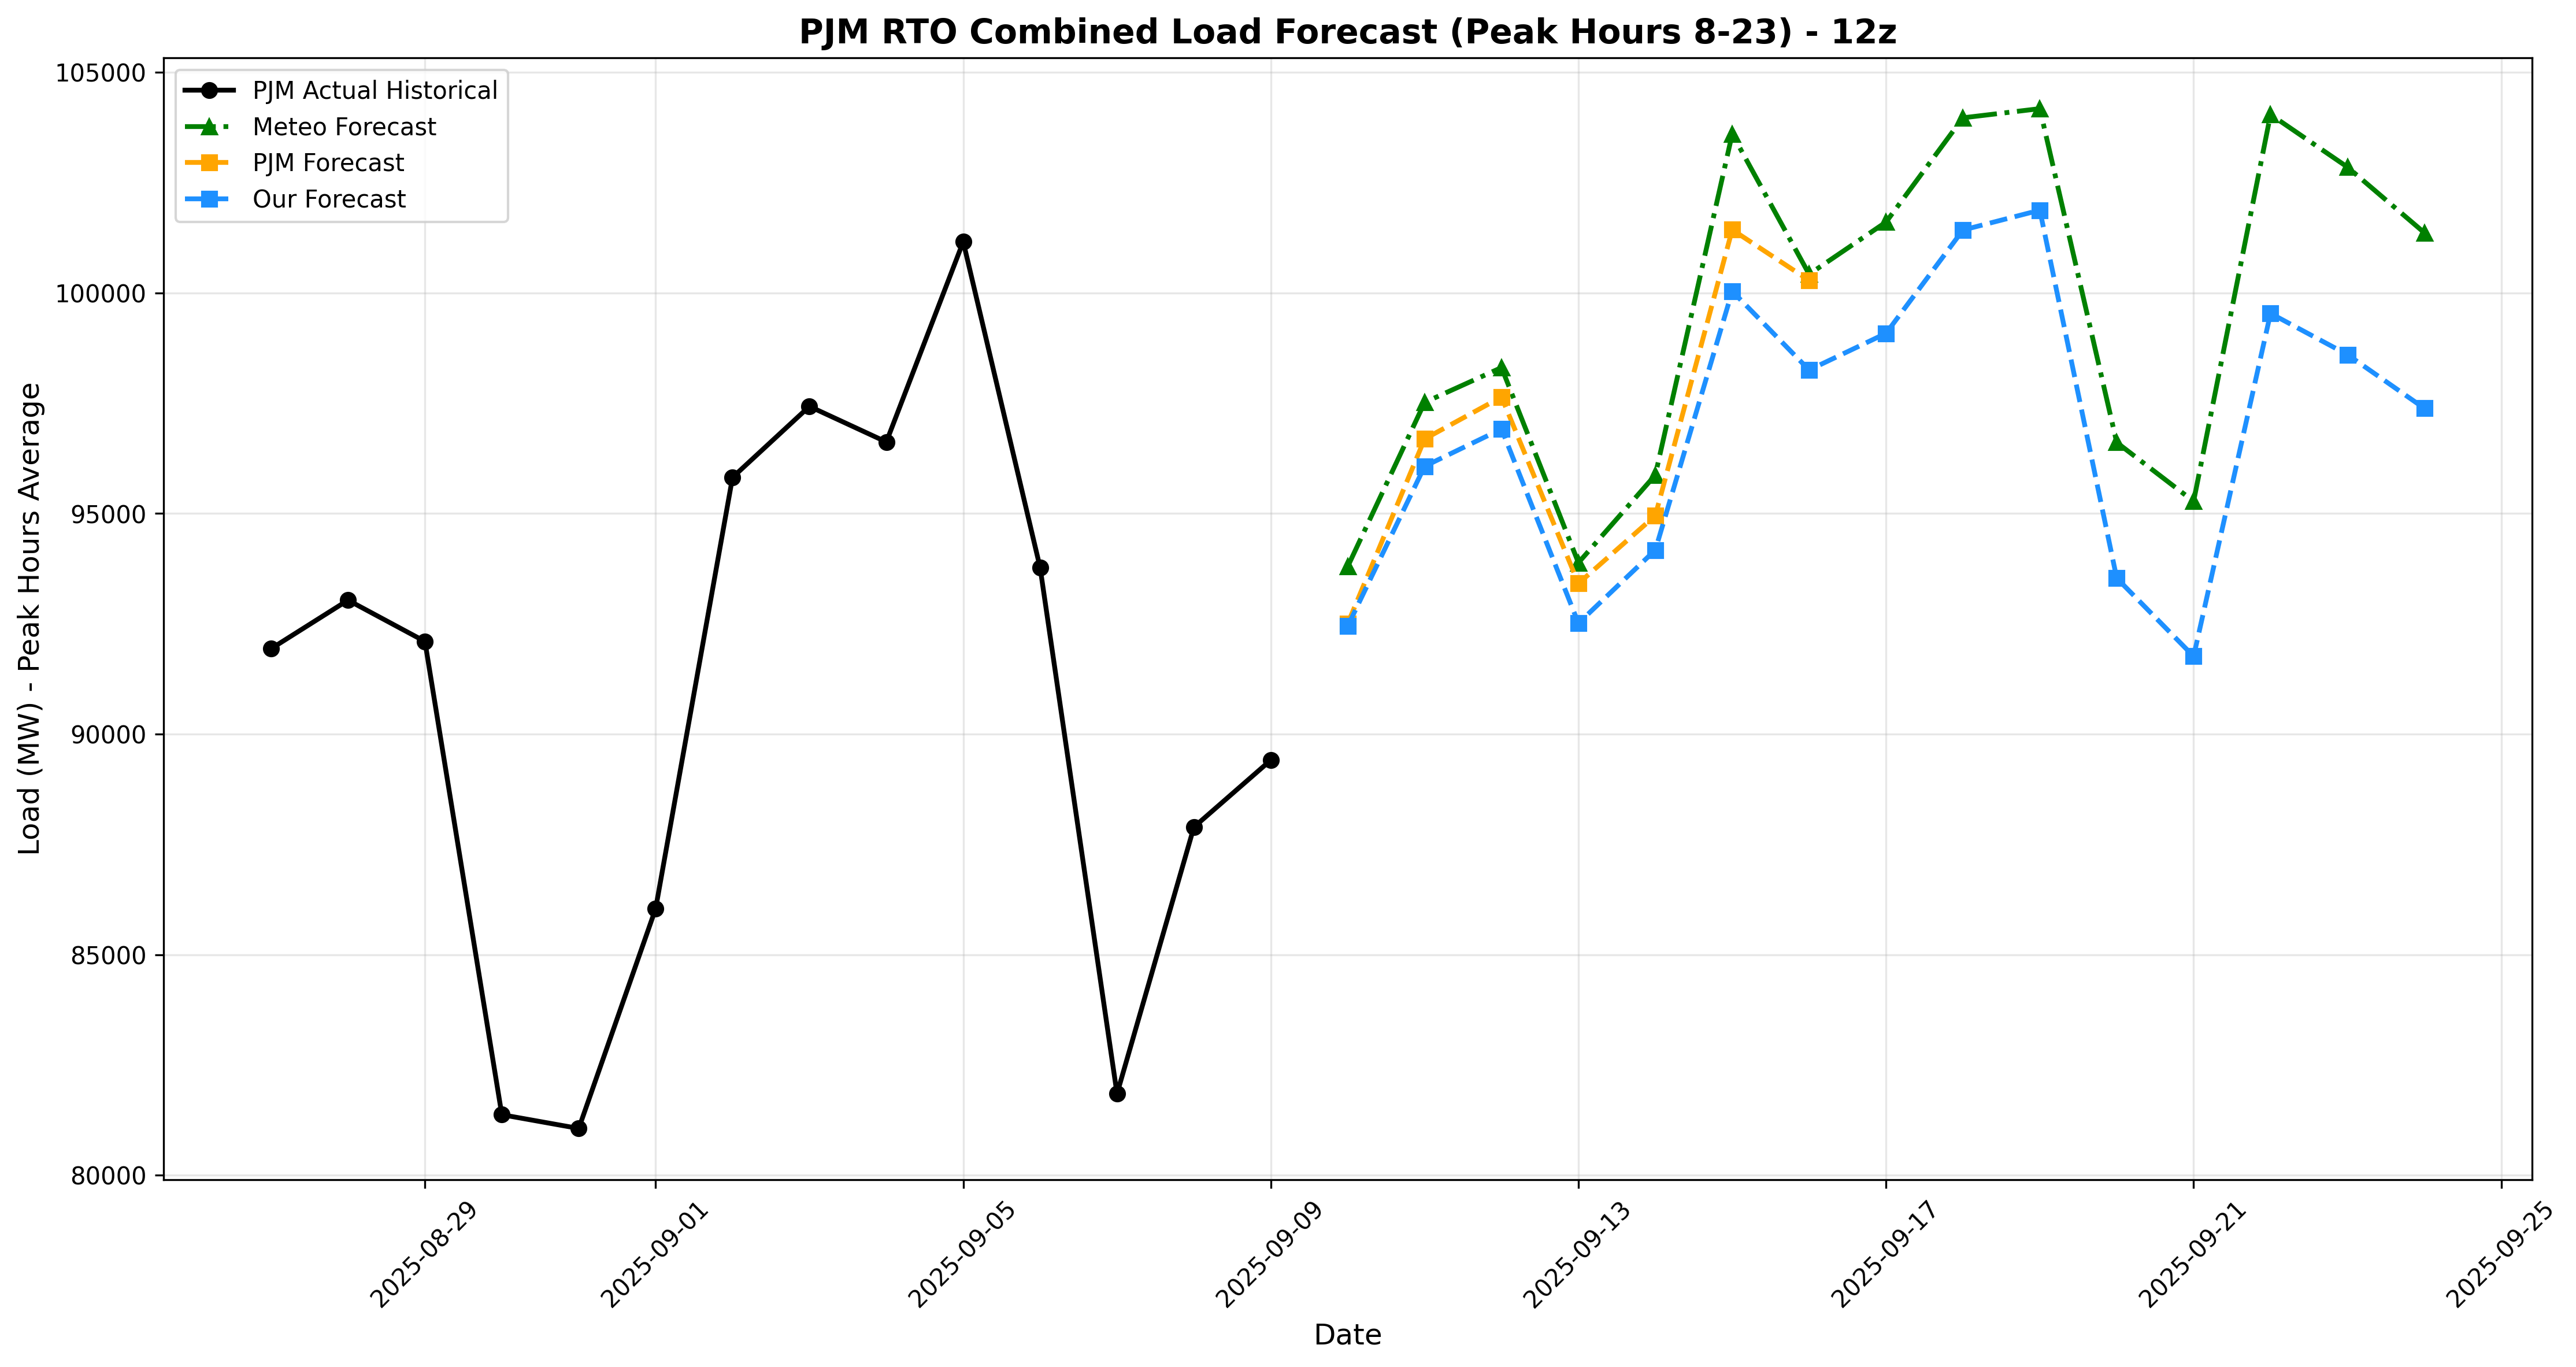 PJM RTO Combined Load Forecast (Peak Hours 8-23) - 12z
105000
100000
95000
90000
85000
80000
Load (MW) - Peak Hours Average
PJM Actual Historical
Meteo Forecast
PJM Forecast
Our Forecast
2025-08-29
2025-09-01
2025-09-05
2025-09-09
2025-09-13
2025-09-17
2025-09-21
2025-09-25
Date